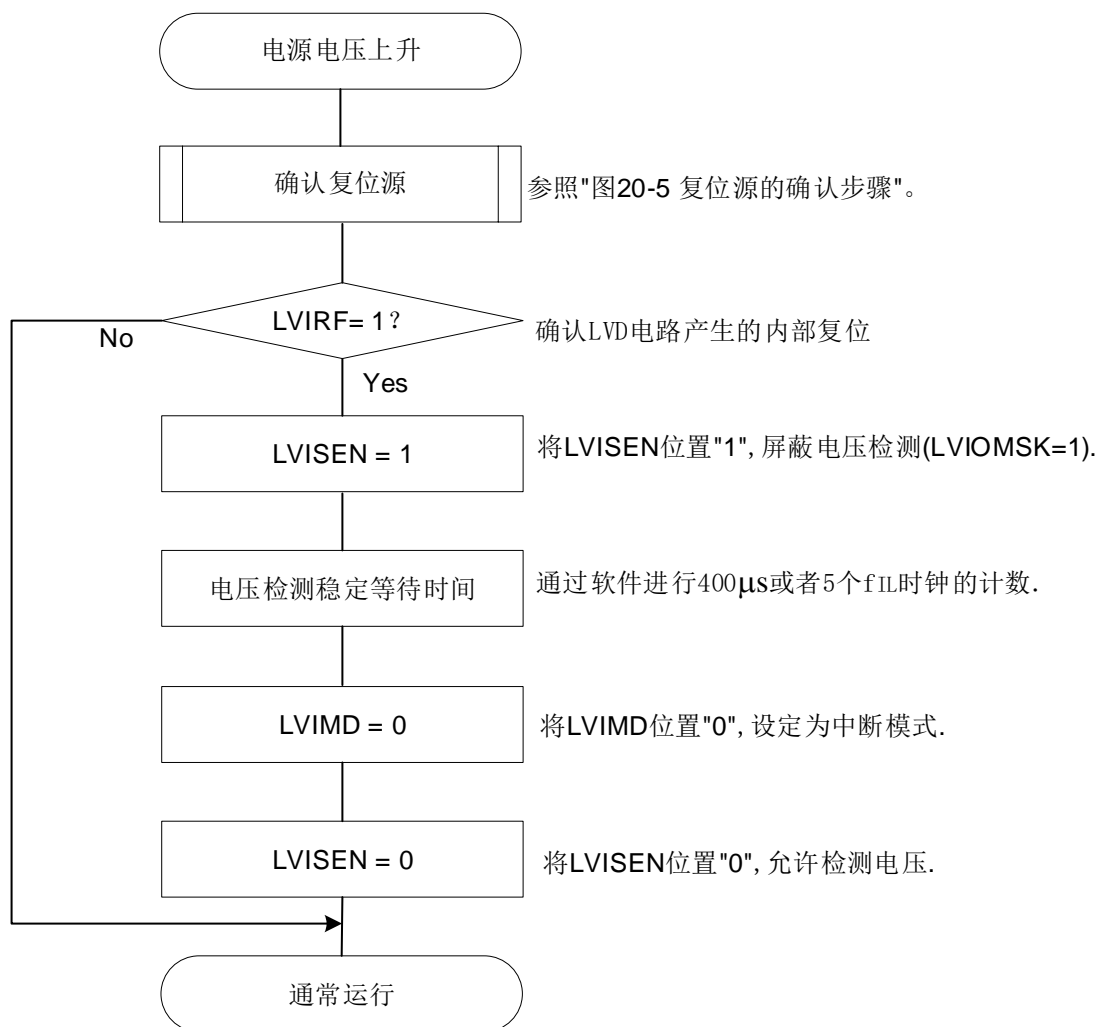 电源电压上升
确认复位源
参照"图20-5 复位源的确认步骤"。
LVIRF= 1？
No
确认LVD电路产生的内部复位
Yes
LVISEN = 1
将LVISEN位置"1", 屏蔽电压检测(LVIOMSK=1).
电压检测稳定等待时间
通过软件进行400μs或者5个fIL时钟的计数.
LVIMD = 0
将LVIMD位置"0", 设定为中断模式.
LVISEN = 0
将LVISEN位置"0", 允许检测电压.
通常运行